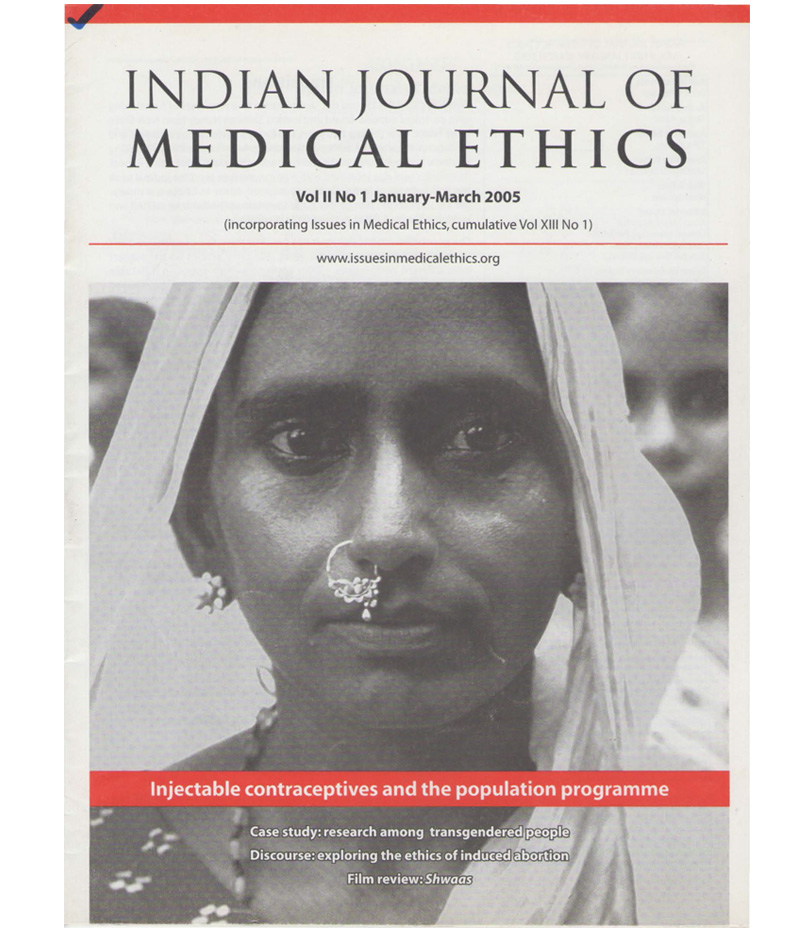 INDIAN JOURNAL OF
MEDICAL ETHICS
Vol II No 1 January-March 2005
(incorporating Issues in Medical Ethics, cumulative Vol XIII No 1)
www.issuesinmedicalethics.org
Injectable contraceptives and the population programme
Case study: research among transgendered people
Discourse: exploring the ethics of induced abortion
Film review: Shwaas